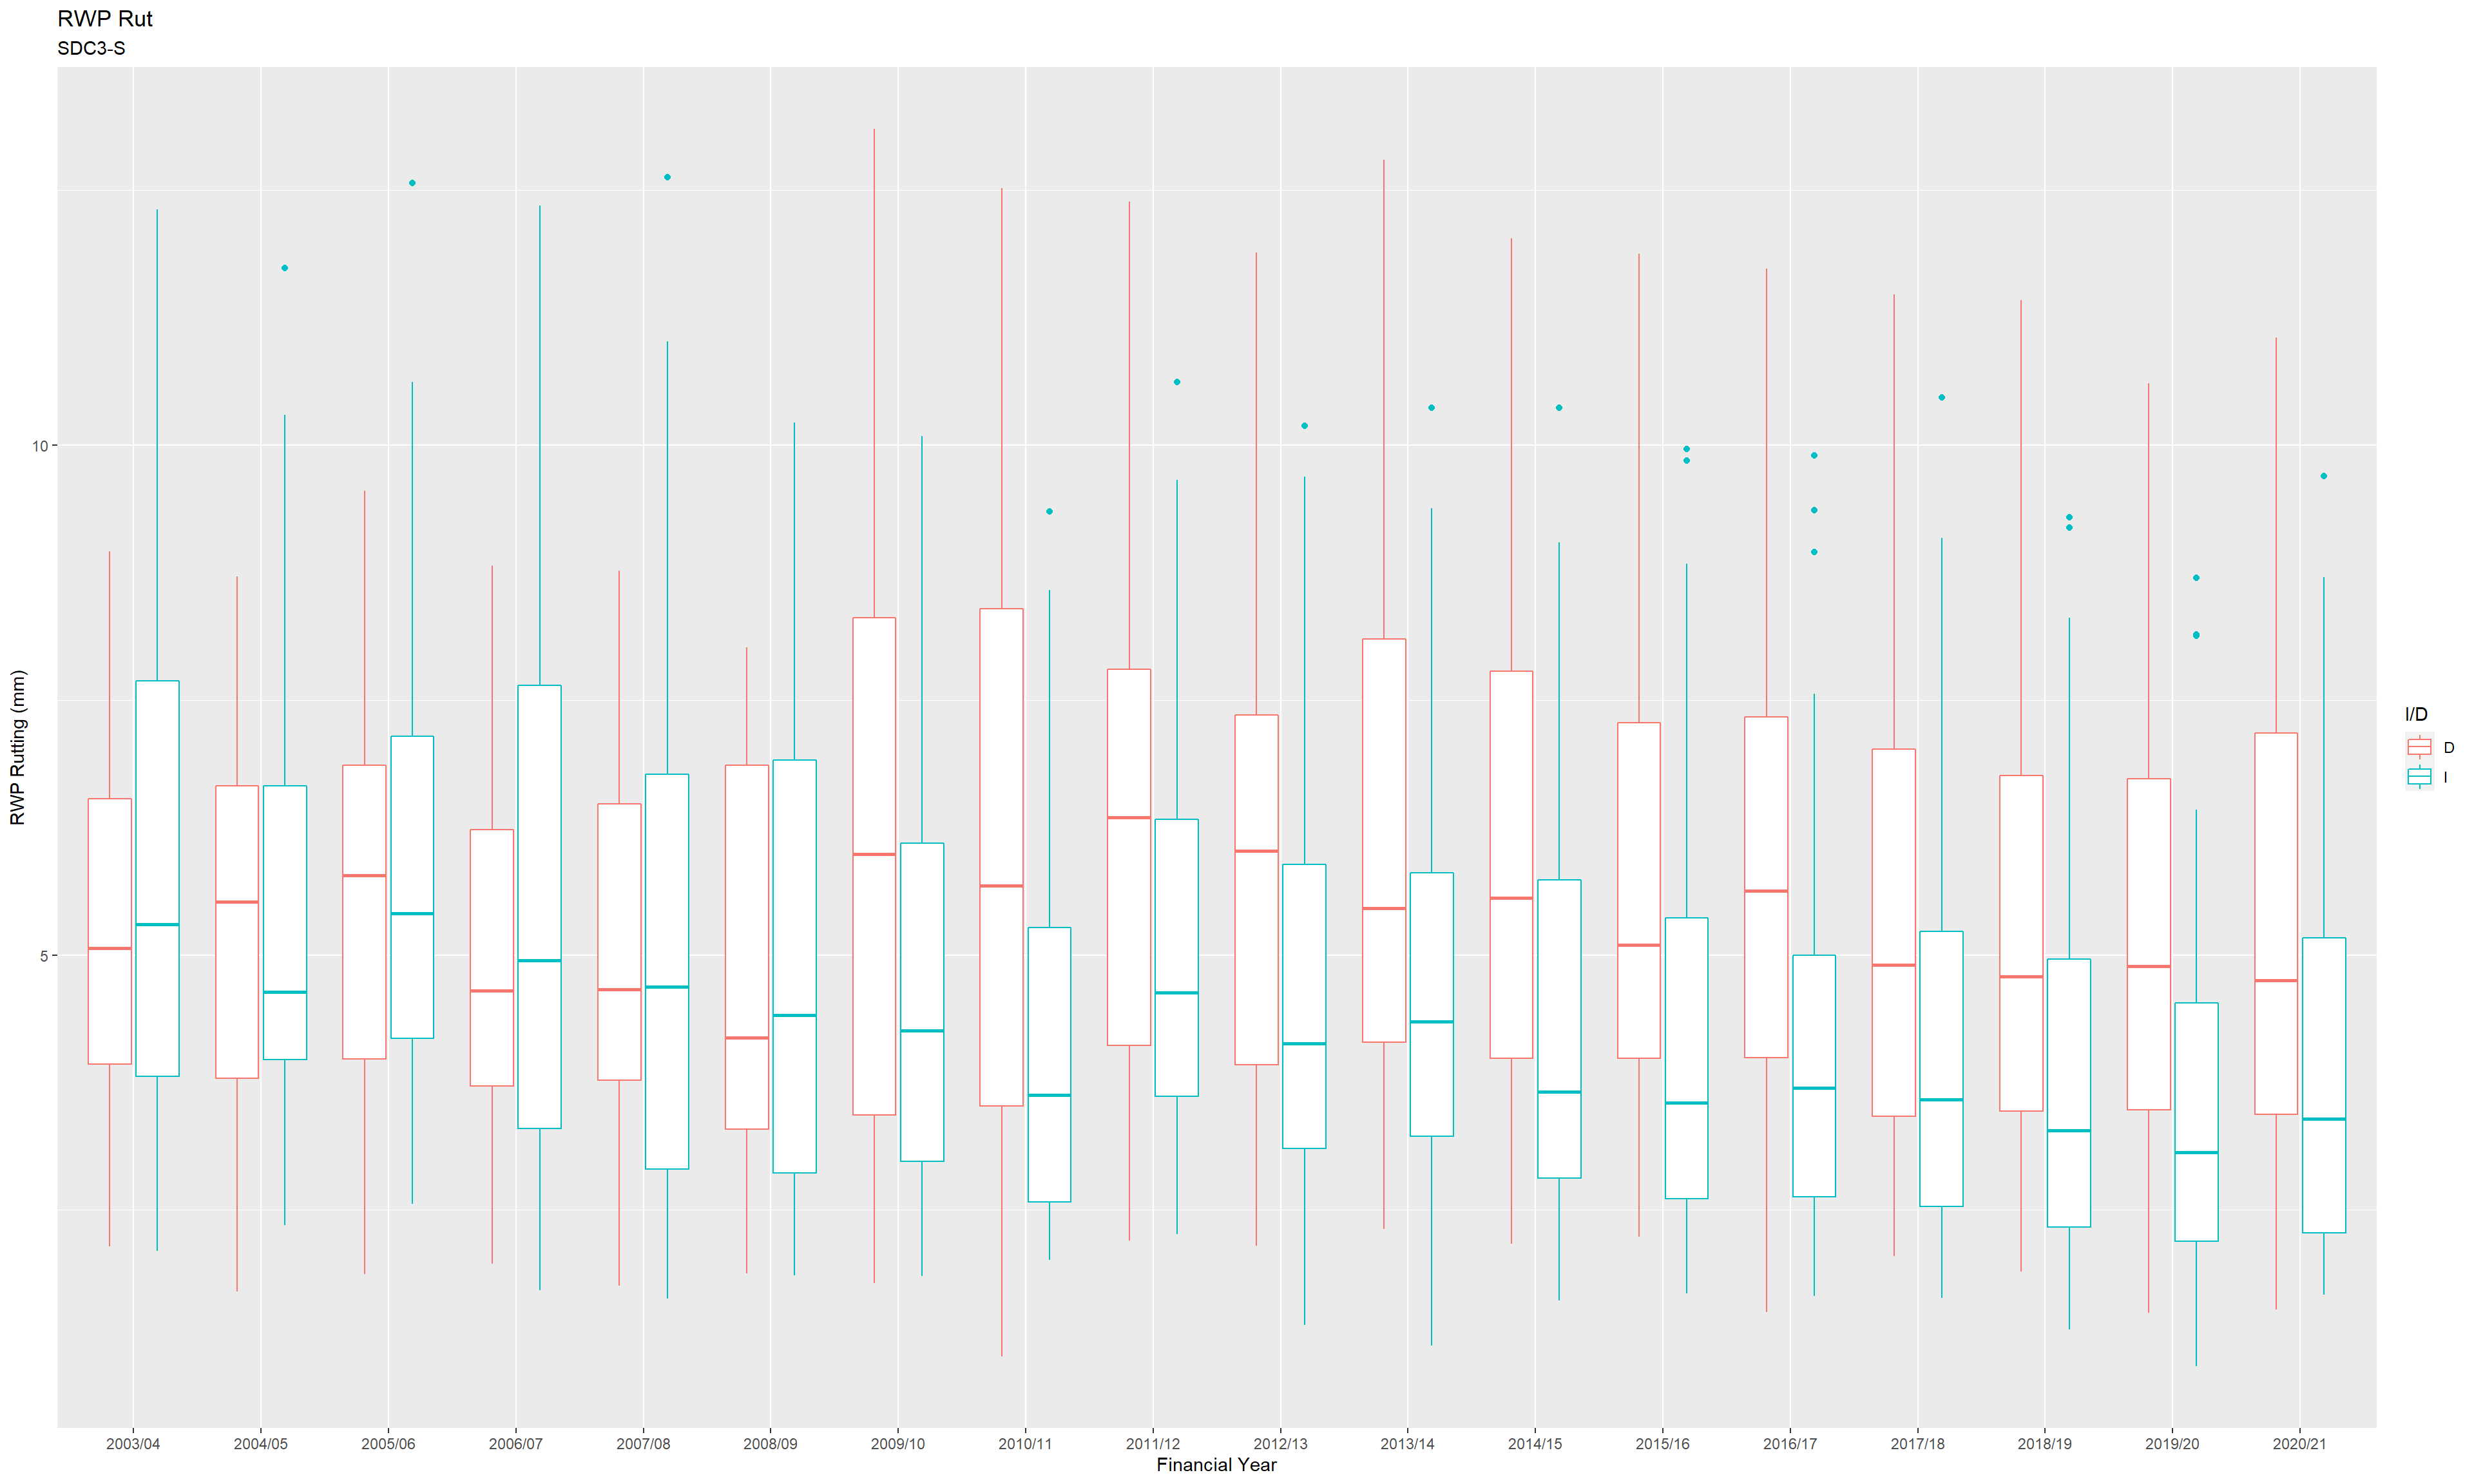 RWP Rut
SDC3-S
RWP Rutting (mm)
10
5
2003/04 2004/05 2005/06 2006/07 2007/08 2008/09 2009/10 2010/11 2011/12 2012/13 2013/14 2014/15 2015/16 2016/17 2017/18 2018/19 2019/20 2020/21
Financial Year
I/D
D
I